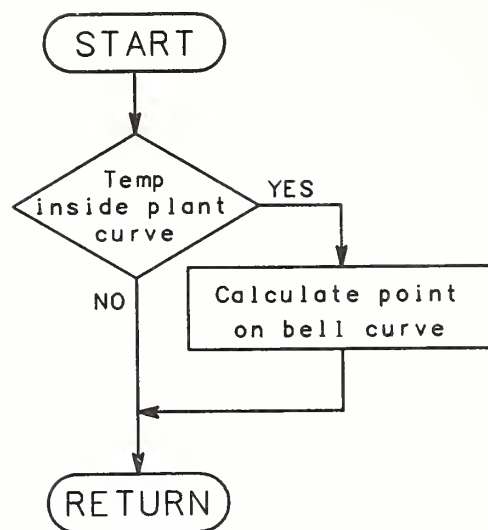 START
Temp
inside plant
curve
YES
NO
Calculate point
on bell curve
RETURN